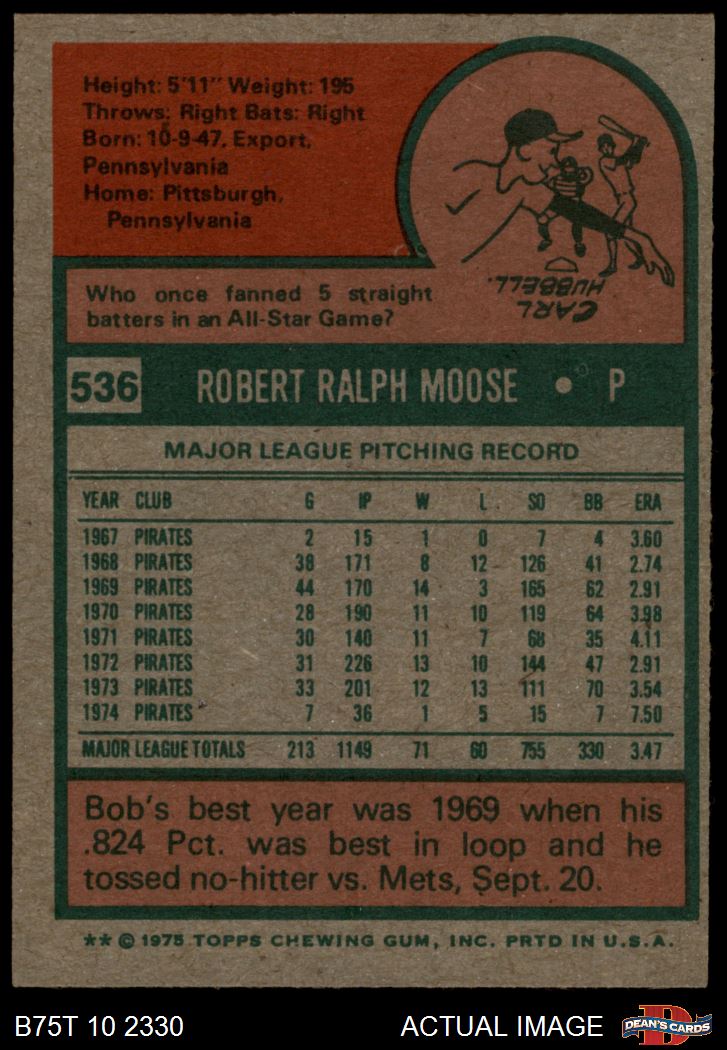 Height: 5'11" Weight: 195
Throws: Right Bats: Right
Born: 10-9-47, Export,
Pennsylvania
Home: Pittsburgh,
Pennsylvania
CARL
HUBBELL.
Who once fanned 5 straight
batters in an All-Star Game?
536 ROBERT RALPH MOOSE • P
MAJOR LEAGUE PITCHING RECORD
YEAR CLUB G IP W L SO BB ERA
1967 PIRATES 2 15 1 0 7 4 3.60
1968 PIRATES 38 171 8 12 126 41 2.74
1969 PIRATES 44 170 14 3 165 62 2.91
1970 PIRATES 28 190 11 10 119 64 3.98
1971 PIRATES 30 140 11 7 68 35 4.11
1972 PIRATES 31 226 13 10 144 47 2.91
1973 PIRATES 33 201 12 13 111 70 3.54
1974 PIRATES 7 36 1 5 15 7 7.50
MAJOR LEAGUE TOTALS 213 1149 71 60 755 330 3.47
Bob's best year was 1969 when his
.824 Pct. was best in loop and he
tossed no-hitter vs. Mets, Sept. 20.
** © 1975 TOPPS CHEWING GUM, INC. PRTD IN U.S.A.
B75T 10 2330 ACTUAL IMAGE D DEAN'S CARDS